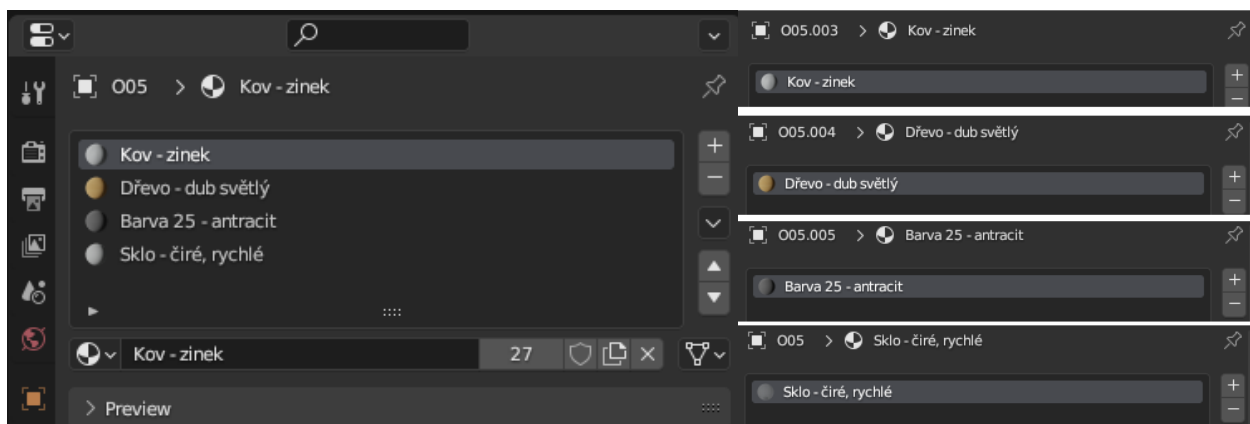 O05 > Kov - zinek
Kov - zinek
Dřevo - dub světlý
Barva 25 - antracit
Sklo - čiré, rychlé
Kov - zinek 27
Preview
O05.003 > Kov - zinek
Kov - zinek
O05.004 > Dřevo - dub světlý
Dřevo - dub světlý
O05.005 > Barva 25 - antracit
Barva 25 - antracit
O05 > Sklo - čiré, rychlé
Sklo - čiré, rychlé